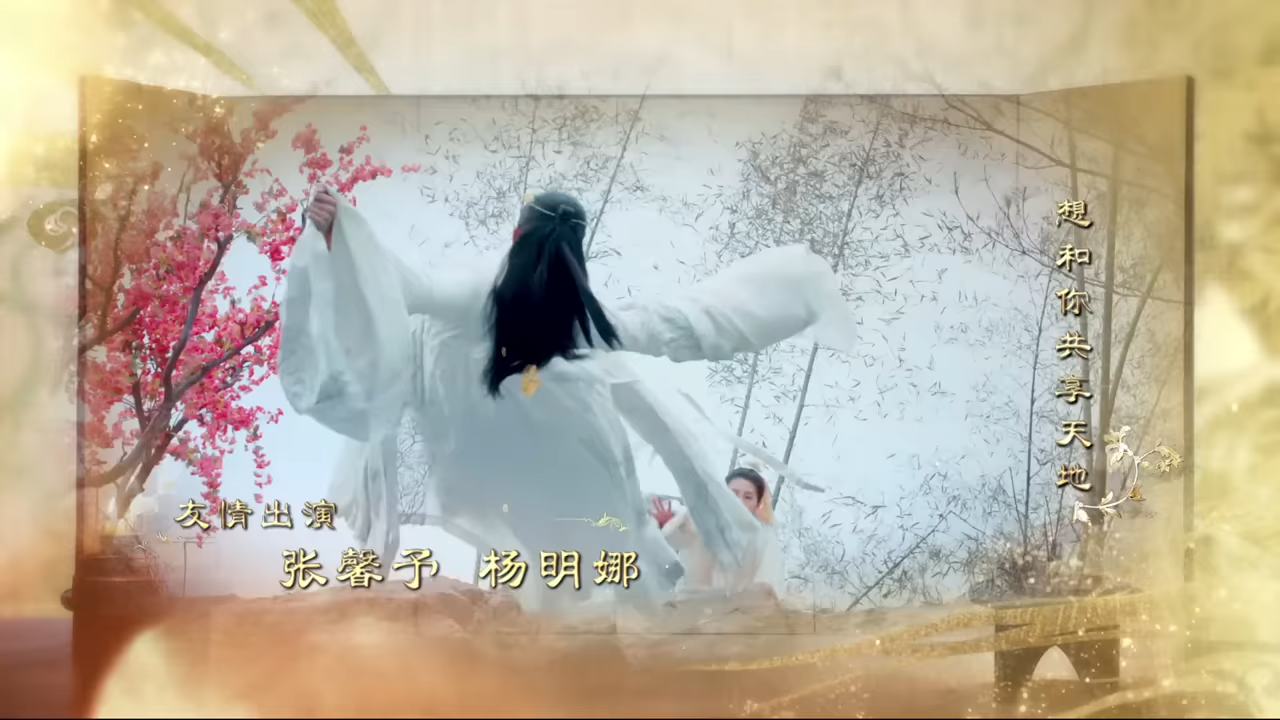 想和你共享天地
友情出演
张馨予 杨明娜